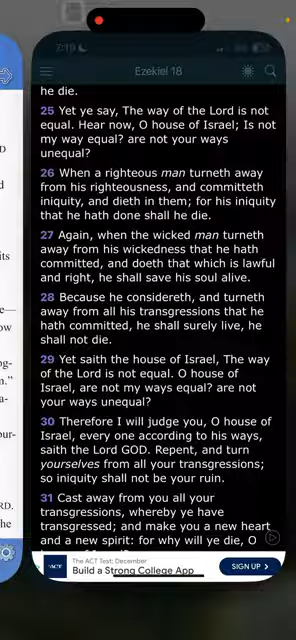 7:19
Ezekiel 18
he die.
25 Yet ye say, The way of the Lord is not
equal. Hear now, O house of Israel; Is not
my way equal? are not your ways
unequal?
26 When a righteous man turneth away
from his righteousness, and committeth
iniquity, and dieth in them; for his iniquity
that he hath done shall he die.
27 Again, when the wicked man turneth
away from his wickedness that he hath
committed, and doeth that which is lawful
and right, he shall save his soul alive.
28 Because he considereth, and turneth
away from all his transgressions that he
hath committed, he shall surely live, he
shall not die.
29 Yet saith the house of Israel, The way
of the Lord is not equal. O house of
Israel, are not my ways equal? are not
your ways unequal?
30 Therefore I will judge you, O house of
Israel, every one according to his ways,
saith the Lord GOD. Repent, and turn
yourselves from all your transgressions;
so iniquity shall not be your ruin.
31 Cast away from you all your
transgressions, whereby ye have
transgressed; and make you a new heart
and a new spirit: for why will ye die, O
ACT
The ACT Test: December
Build a Strong College App
SIGN UP >